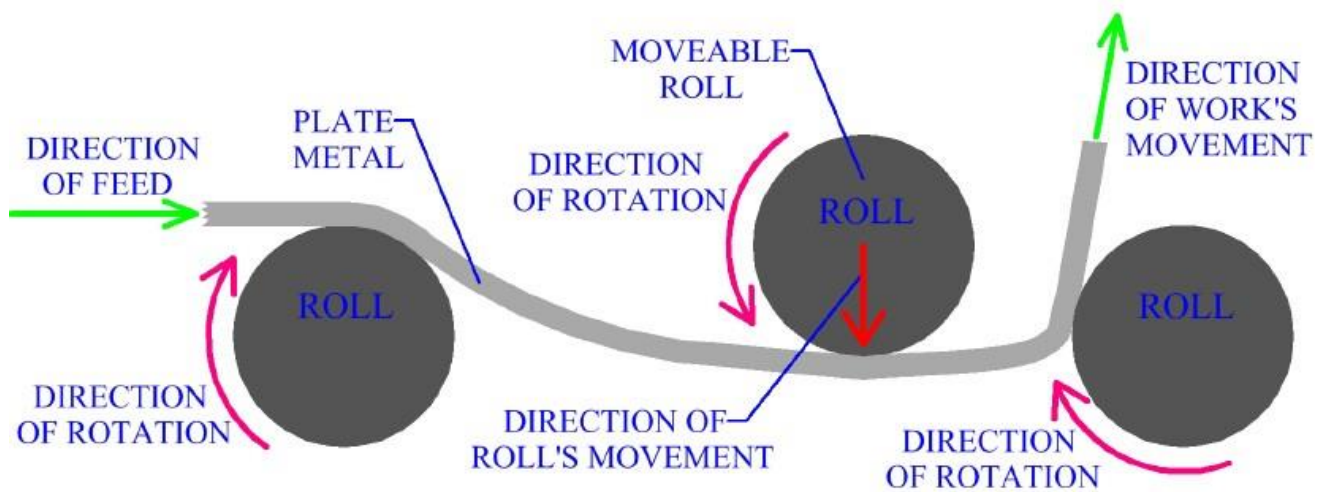 MOVEABLE
ROLL
DIRECTION
OF WORK'S
MOVEMENT
PLATE
METAL
DIRECTION
OF FEED
DIRECTION
OF ROTATION
ROLL
ROLL
ROLL
DIRECTION
OF ROTATION
DIRECTION OF
ROLL'S MOVEMENT
DIRECTION
OF ROTATION